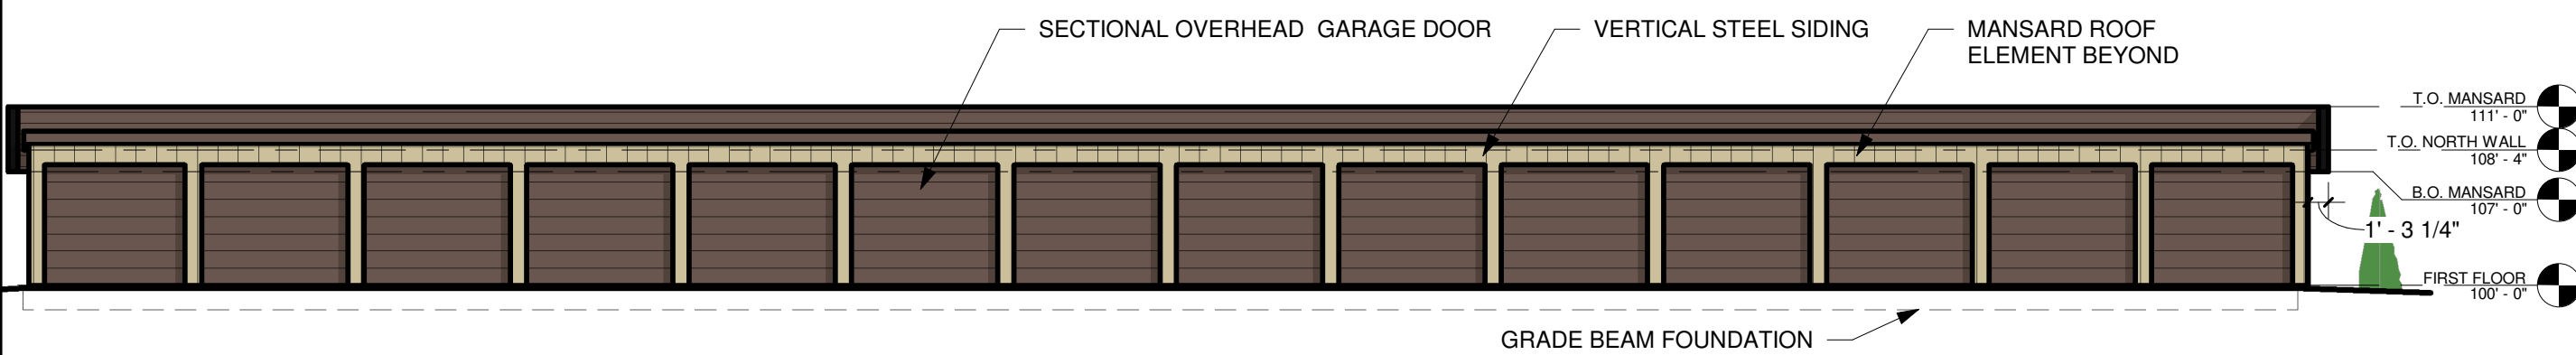 SECTIONAL OVERHEAD  GARAGE DOOR
VERTICAL STEEL SIDING
MANSARD ROOF
ELEMENT BEYOND
T.O. MANSARD
111' - 0"
T.O. NORTH WALL
108' - 4"
B.O. MANSARD
107' - 0"
1' - 3 1/4"
FIRST FLOOR
100' - 0"
GRADE BEAM FOUNDATION